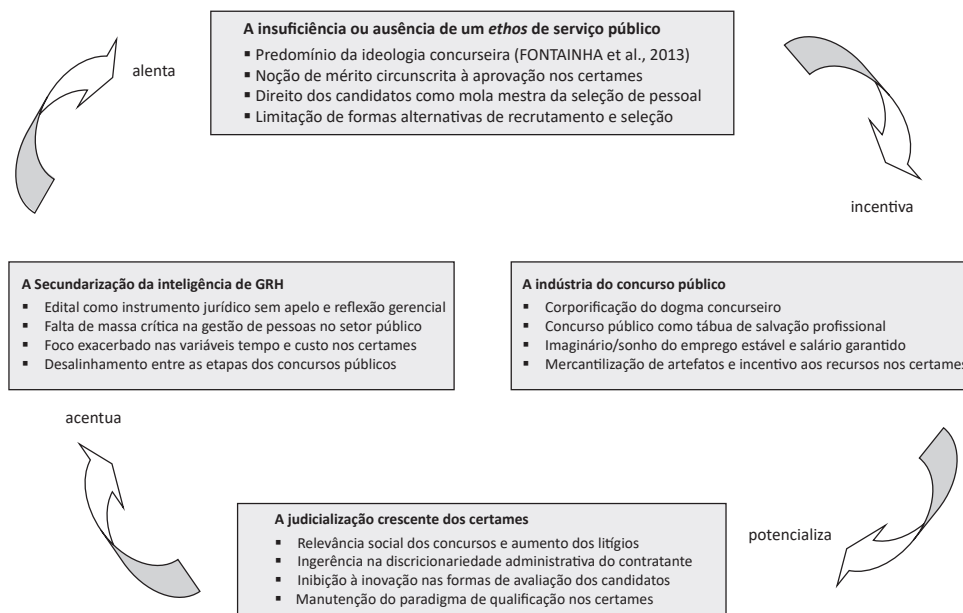 A insuficiência ou ausência de um ethos de serviço público
▪ Predomínio da ideologia concurseira (FONTAINHA et al., 2013)
▪ Noção de mérito circunscrita à aprovação nos certames
▪ Direito dos candidatos como mola mestra da seleção de pessoal
▪ Limitação de formas alternativas de recrutamento e seleção
alenta
incentiva
A Secundarização da inteligência de GRH
▪ Edital como instrumento jurídico sem apelo e reflexão gerencial
▪ Falta de massa crítica na gestão de pessoas no setor público
▪ Foco exacerbado nas variáveis tempo e custo nos certames
▪ Desalinhamento entre as etapas dos concursos públicos
A indústria do concurso público
▪ Corporificação do dogma concurseiro
▪ Concurso público como tábua de salvação profissional
▪ Imaginário/sonho do emprego estável e salário garantido
▪ Mercantilização de artefatos e incentivo aos recursos nos certames
acentua
potencializa
A judicialização crescente dos certames
▪ Relevância social dos concursos e aumento dos litígios
▪ Ingerência na discricionariedade administrativa do contratante
▪ Inibição à inovação nas formas de avaliação dos candidatos
▪ Manutenção do paradigma de qualificação nos certames